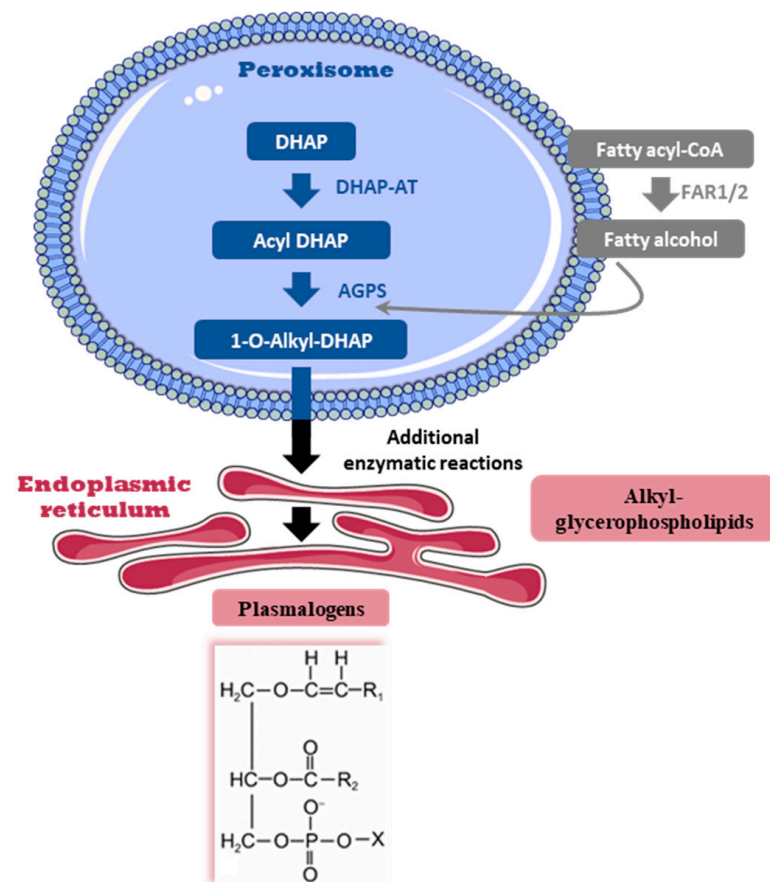 Peroxisome
DHAP
DHAP-AT
Acyl DHAP
AGPS
1-O-Alkyl-DHAP
Fatty acyl-CoA
FAR1/2
Fatty alcohol
Additional
enzymatic reactions
Endoplasmic
reticulum
Alkyl-
glycerophospholipids
Plasmalogens
H H
H₂C—O—C=C—R₁
O
HC—O—C—R₂
O⁻
H₂C—O—P—O—X
O